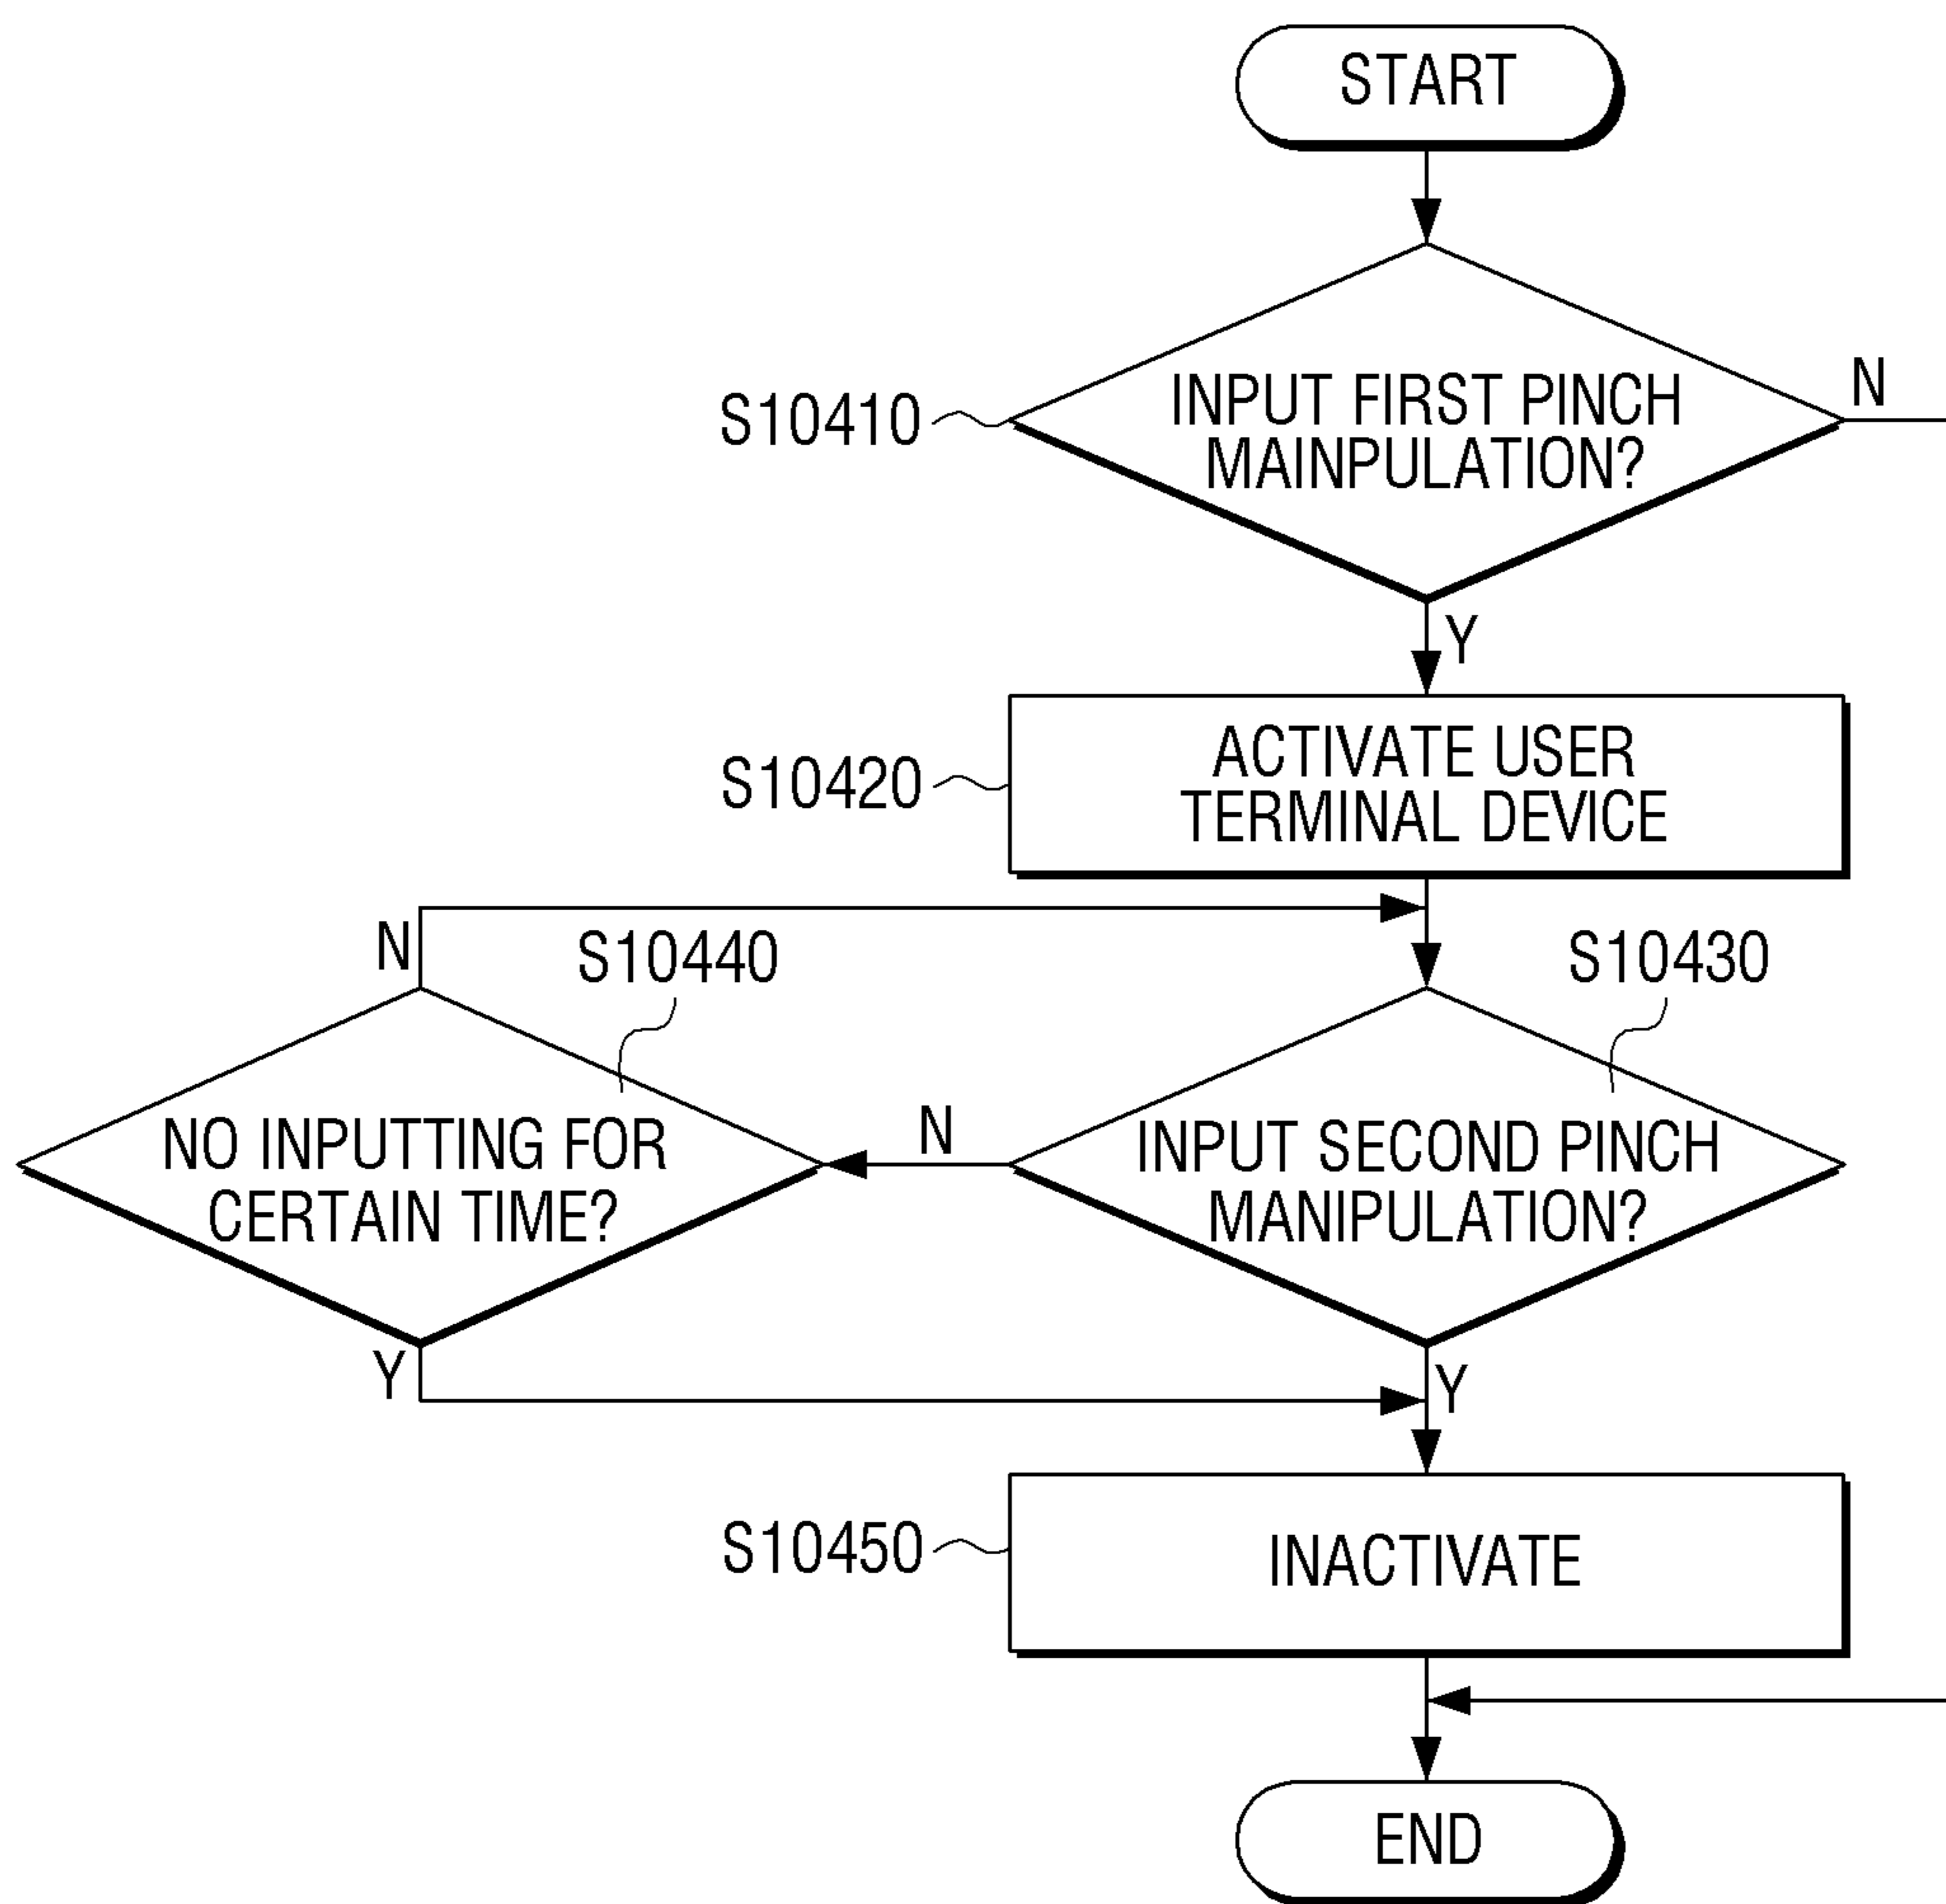 START
INPUT FIRST PINCH
MAINPULATION?
N
S10410
Y
ACTIVATE USER
TERMINAL DEVICE
S10420
N
S10440
S10430
NO INPUTTING FOR
CERTAIN TIME?
N
INPUT SECOND PINCH
MANIPULATION?
Y
Y
S10450
INACTIVATE
END